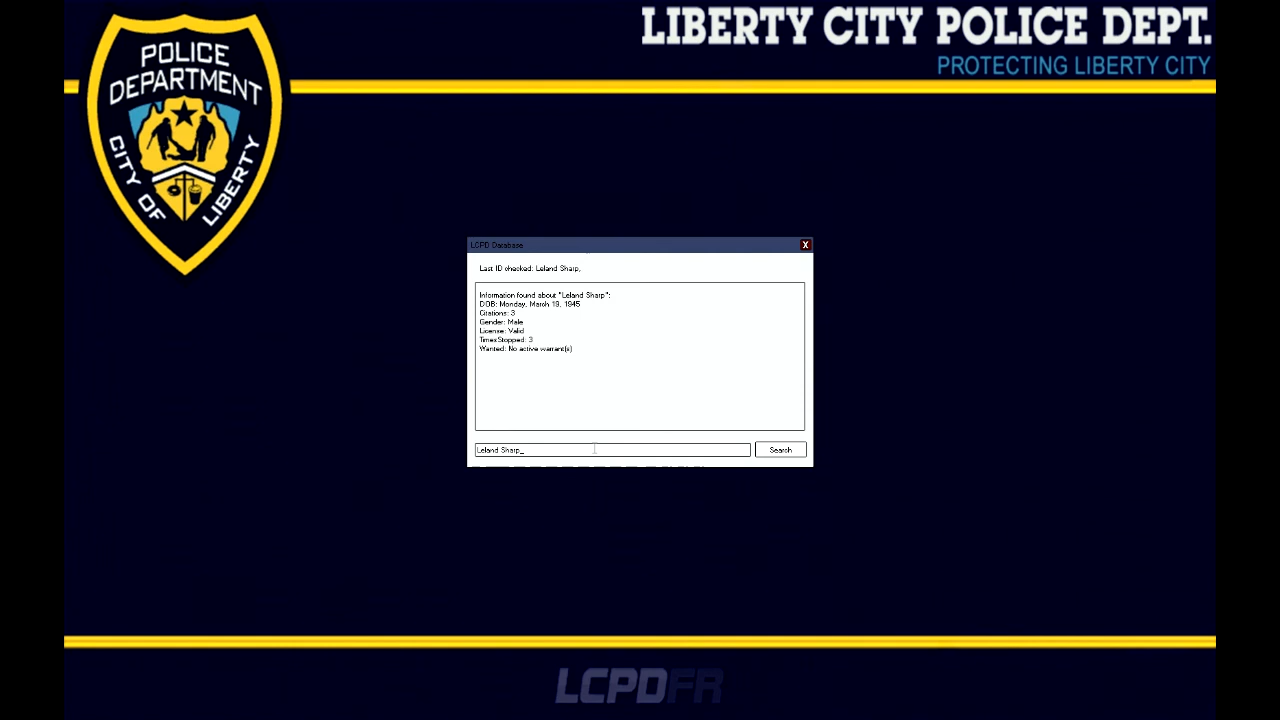 LIBERTY CITY POLICE DEPT.
PROTECTING LIBERTY CITY
POLICE
DEPARTMENT
CITY OF LIBERTY
LCPD Database
X
Last ID checked: Leland Sharp,
Information found about "Leland Sharp":
DOB: Monday, March 19, 1945
Citations: 3
Gender: Male
License: Valid
TimesStopped: 3
Wanted: No active warrant(s)
Leland Sharp_
Search
LCPDFR